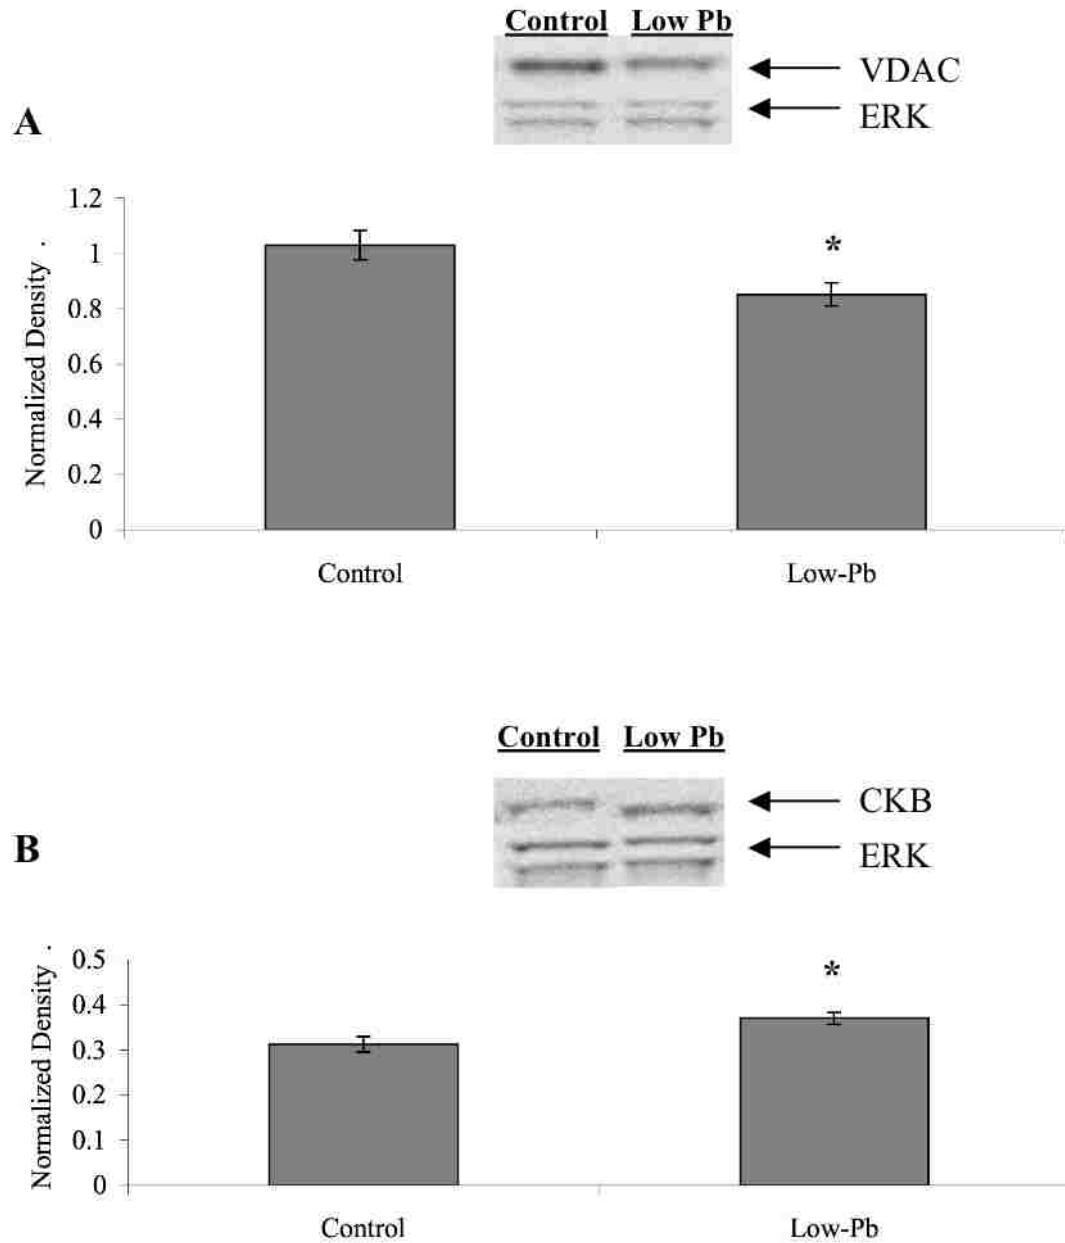 Control Low Pb
VDAC
ERK
A
1.2
1
0.8
0.6
0.4
0.2
0
Normalized Density .
*
Control Low-Pb
Control Low Pb
CKB
ERK
B
0.5
0.4
0.3
0.2
0.1
0
Normalized Density .
*
Control Low-Pb